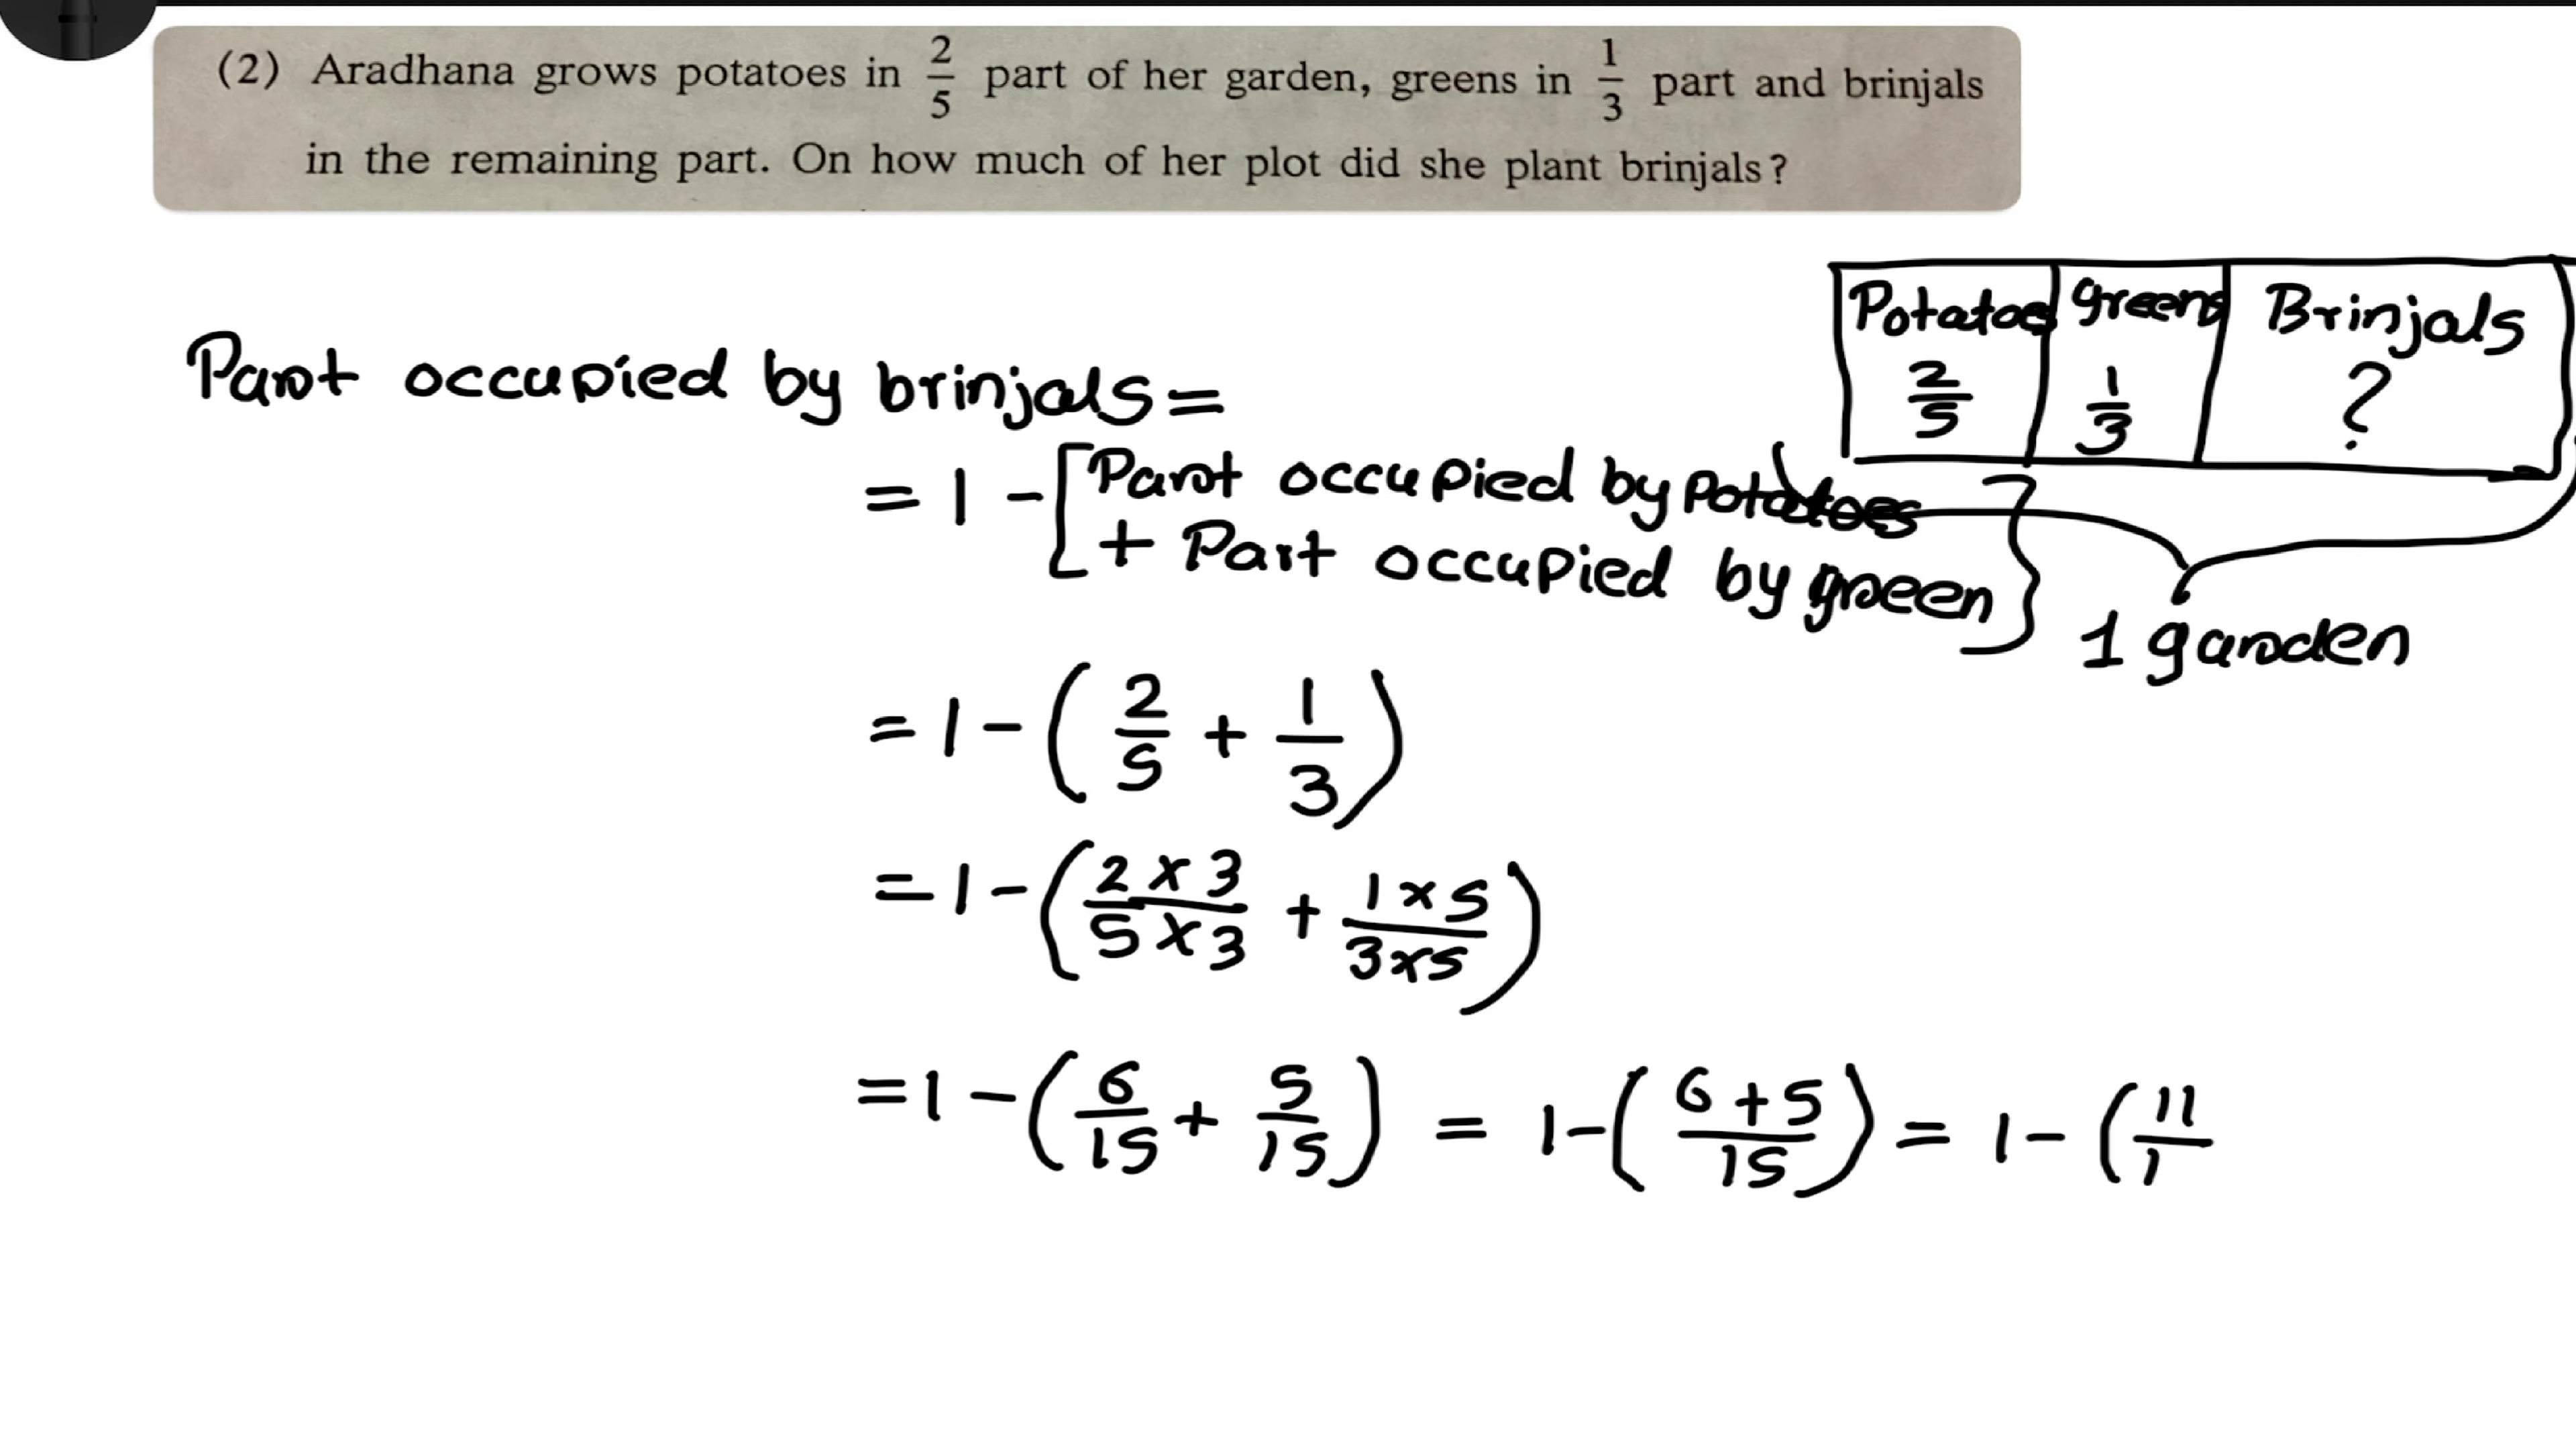 (2) Aradhana grows potatoes in 2/5 part of her garden, greens in 1/3 part and brinjals
in the remaining part. On how much of her plot did she plant brinjals?
Potatoes greens Brinjals
2/5 1/3 ?
Part occupied by brinjals =
= 1 - [Part occupied by Potatoes
+ Part occupied by green]
1 garden
= 1 - (2/5 + 1/3)
= 1 - (2 × 3/5 × 3 + 1 × 5/3 × 5)
= 1 - (6/15 + 5/15) = 1 - (6 + 5/15) = 1 - (11/1